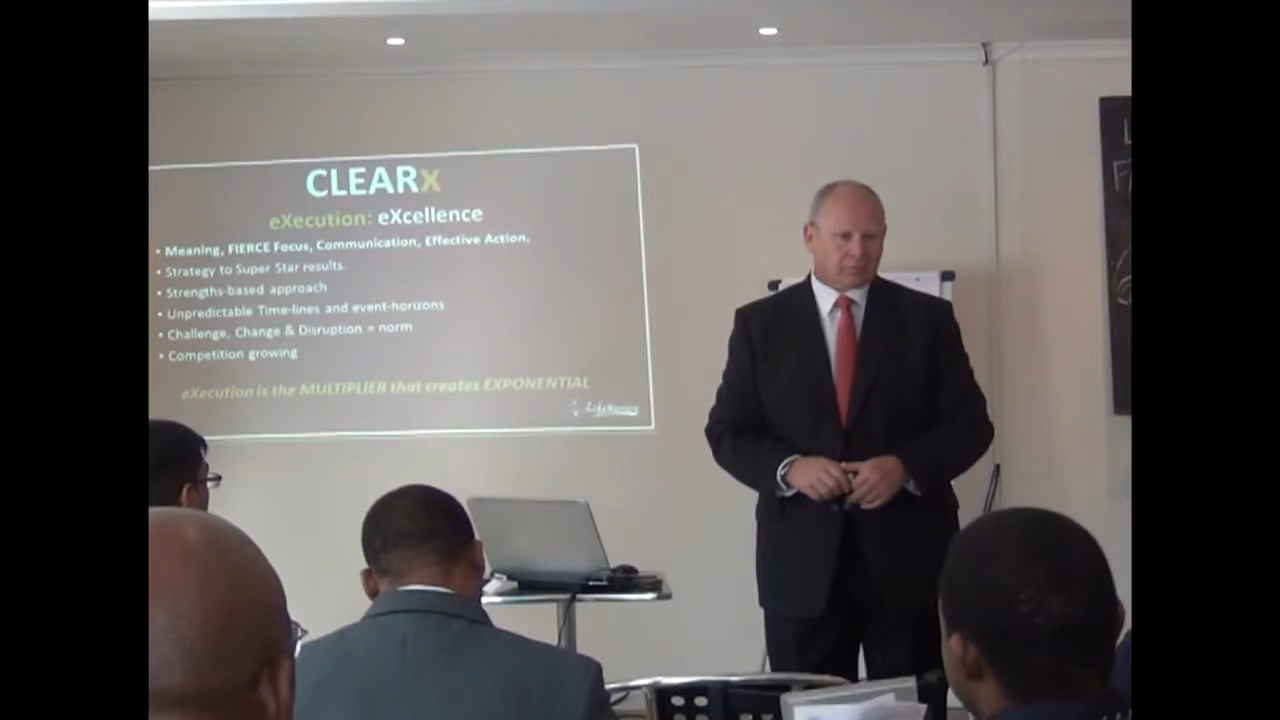 CLEARx
eXecution: eXcellence
• Meaning, FIERCE Focus, Communication, Effective Action.
• Strategy to Super Star results.
• Strengths-based approach
• Unpredictable Time-lines and event-horizons
• Challenge, Change & Disruption = norm
• Competition growing
eXecution is the MULTIPLIER that creates EXPONENTIAL